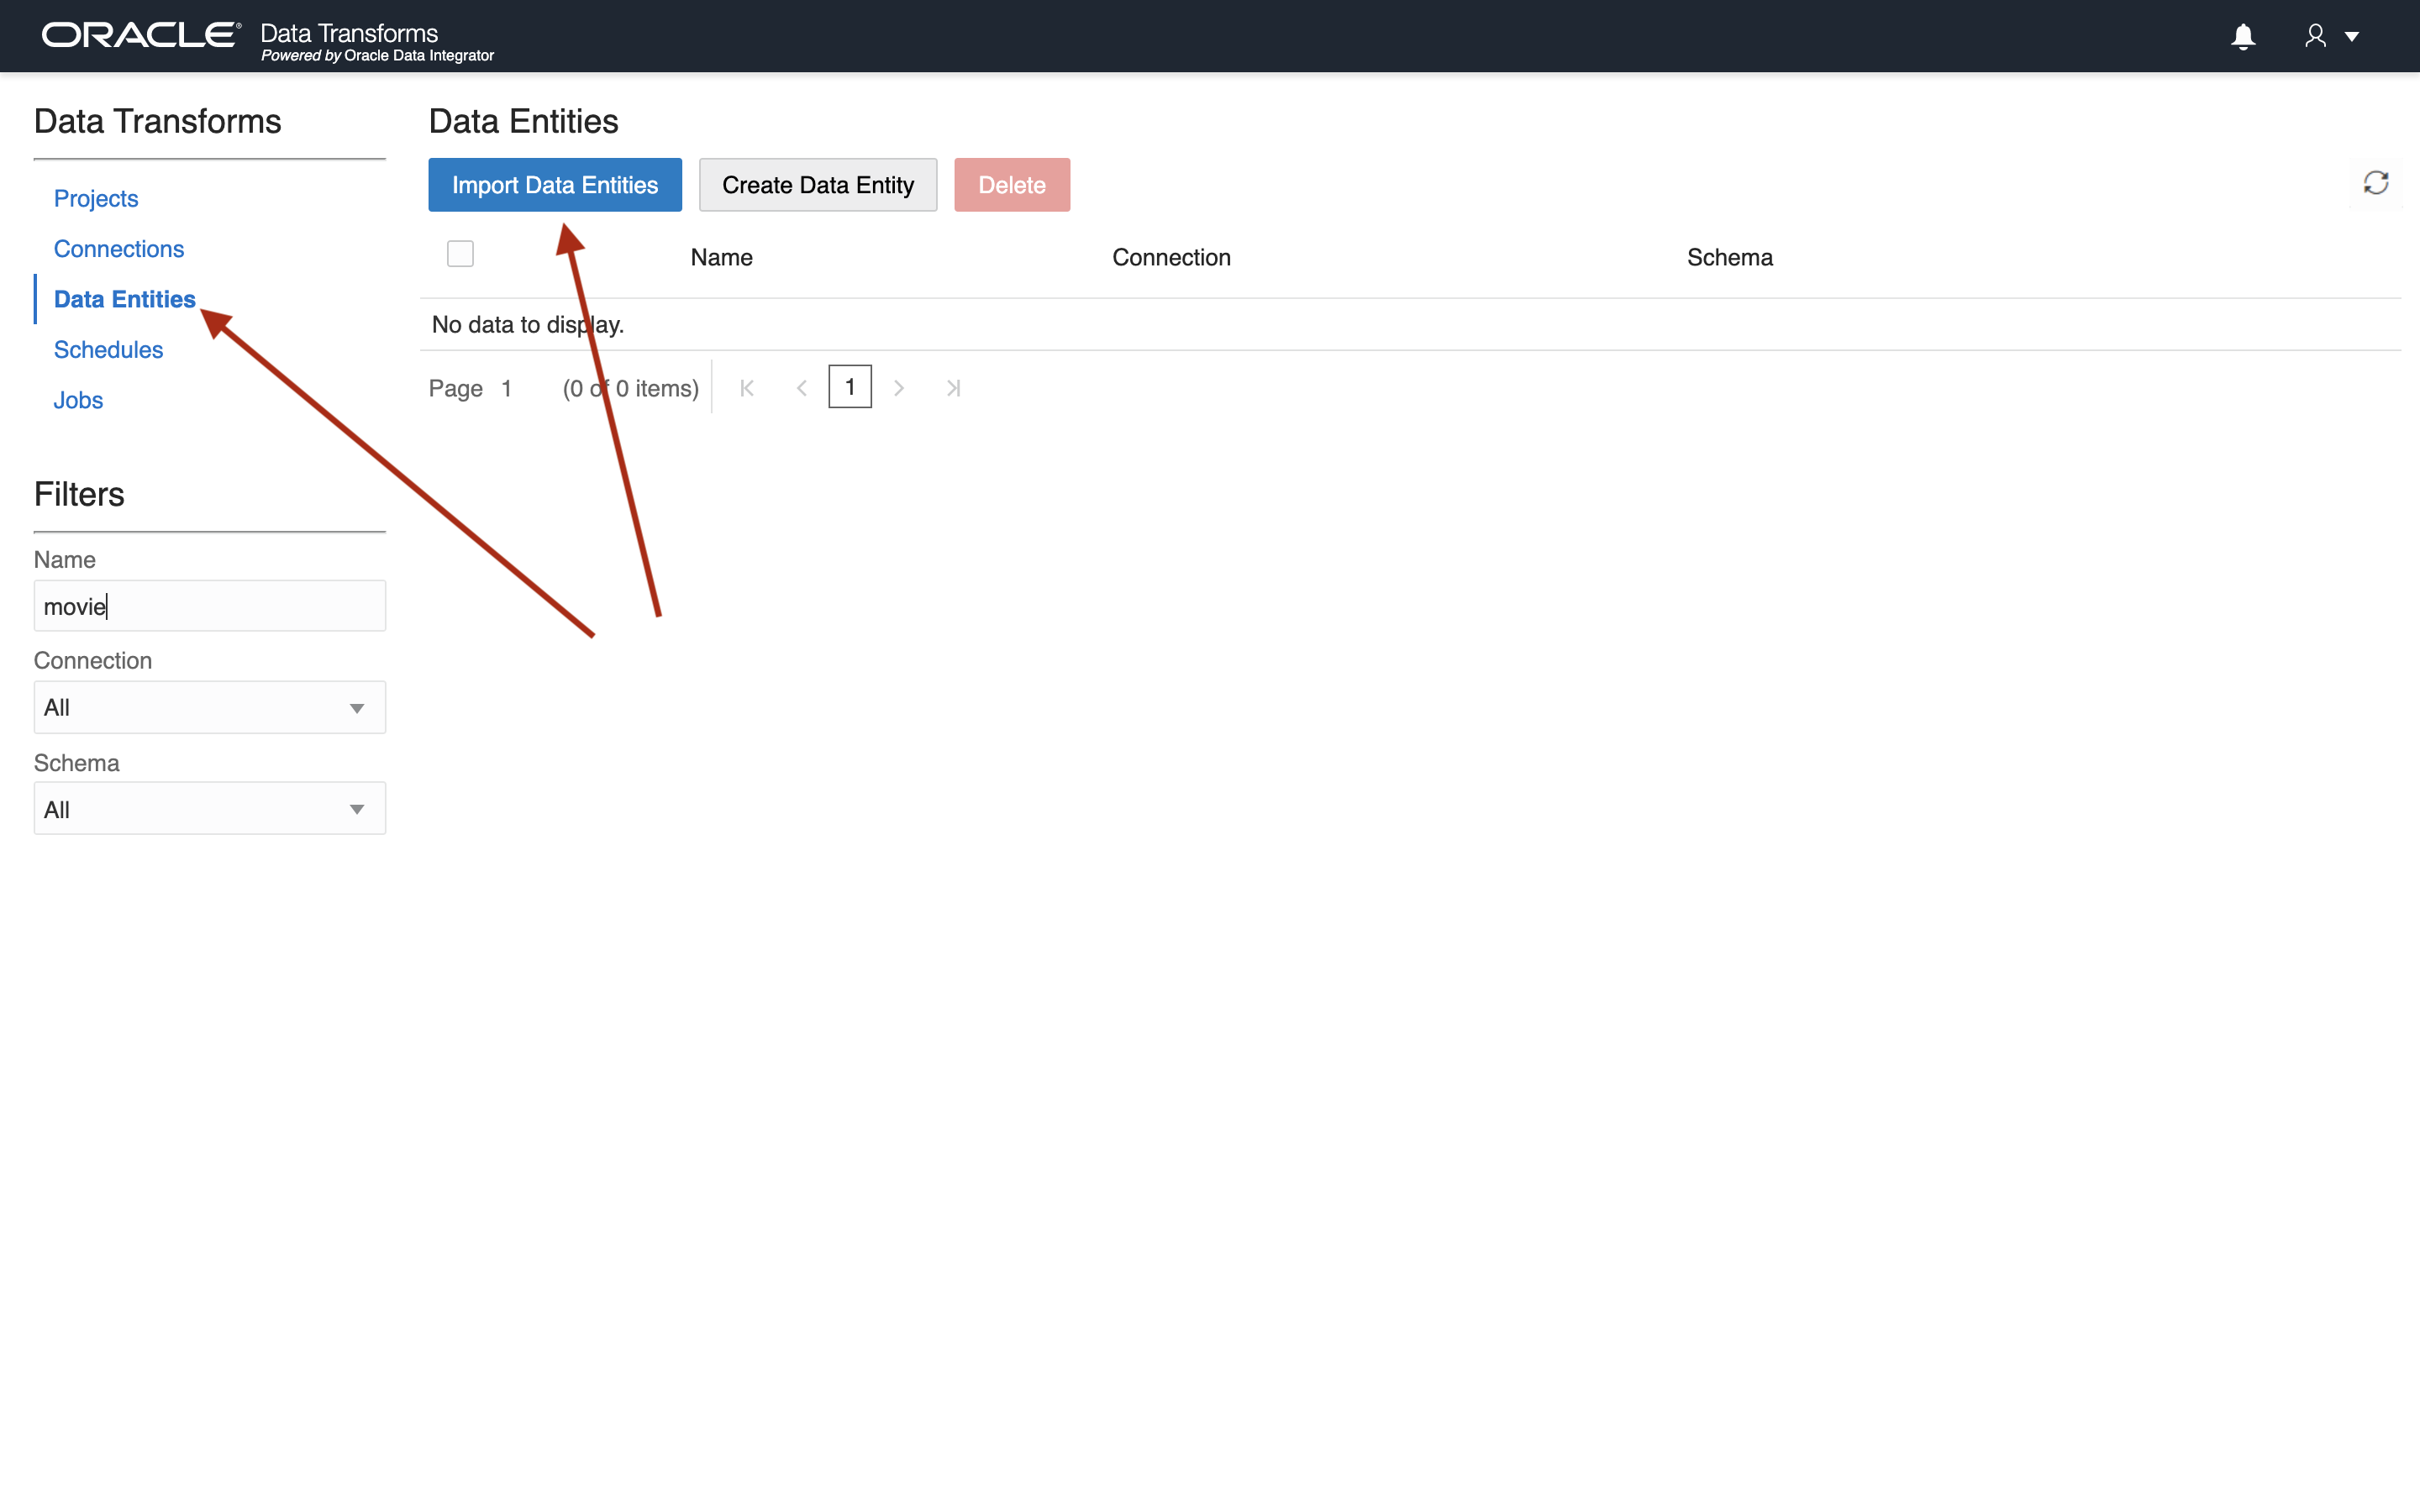 ORACLE® Data Transforms
Powered by Oracle Data Integrator
Data Transforms
Projects
Connections
Data Entities
Schedules
Jobs
Filters
Name
movie
Connection
All
Schema
All
Data Entities
Import Data Entities Create Data Entity Delete
Name Connection Schema
No data to display.
Page 1 (0 of 0 items) 1